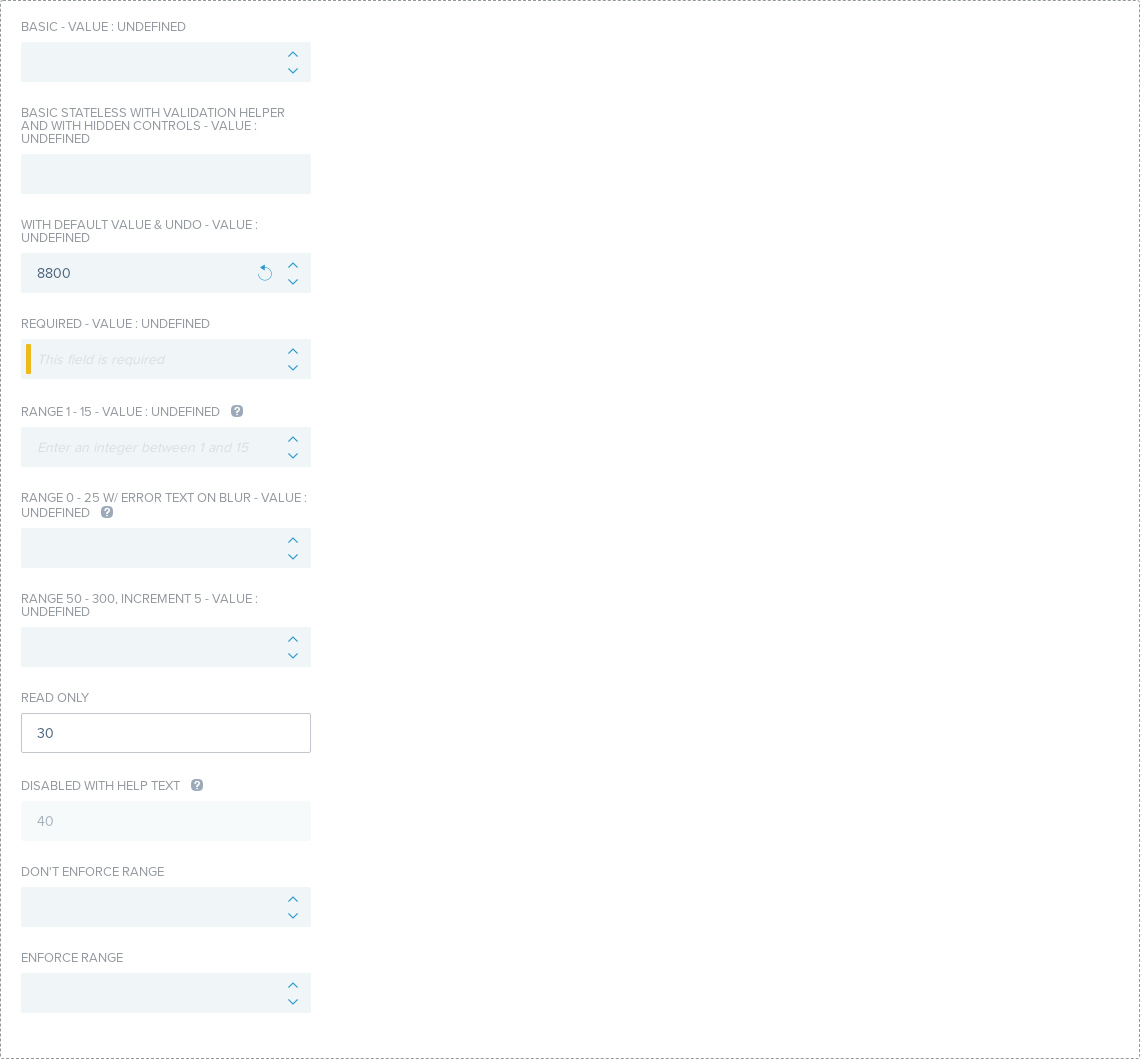 BASIC - VALUE : UNDEFINED
BASIC STATELESS WITH VALIDATION HELPER
AND WITH HIDDEN CONTROLS - VALUE :
UNDEFINED
WITH DEFAULT VALUE & UNDO - VALUE :
UNDEFINED
8800
REQUIRED - VALUE : UNDEFINED
This field is required
RANGE 1 - 15 - VALUE : UNDEFINED ?
Enter an integer between 1 and 15
RANGE 0 - 25 W/ ERROR TEXT ON BLUR - VALUE :
UNDEFINED ?
RANGE 50 - 300, INCREMENT 5 - VALUE :
UNDEFINED
READ ONLY
30
DISABLED WITH HELP TEXT ?
40
DON'T ENFORCE RANGE
ENFORCE RANGE